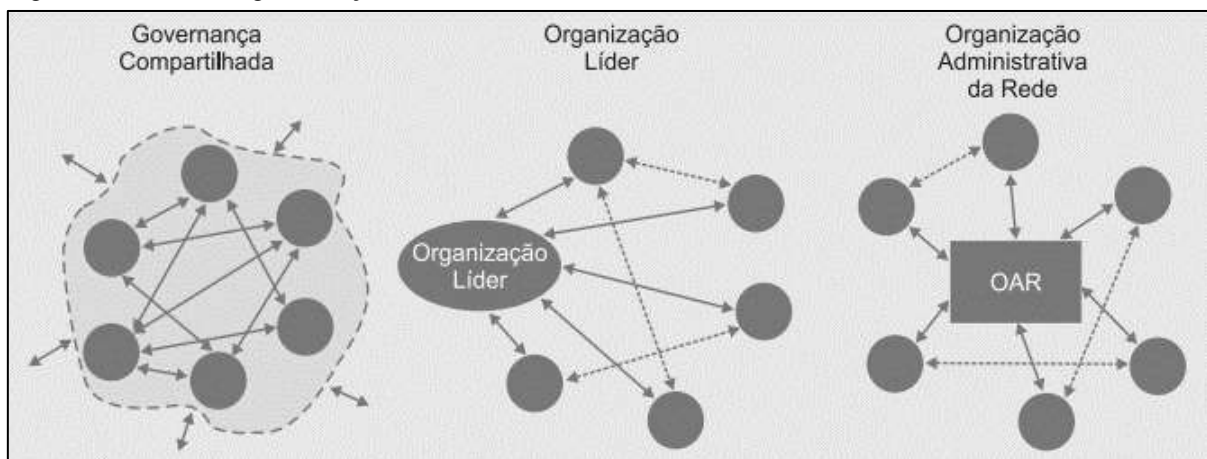 Governança
Compartilhada
Organização
Líder
Organização
Administrativa
da Rede
Organização
Líder
OAR